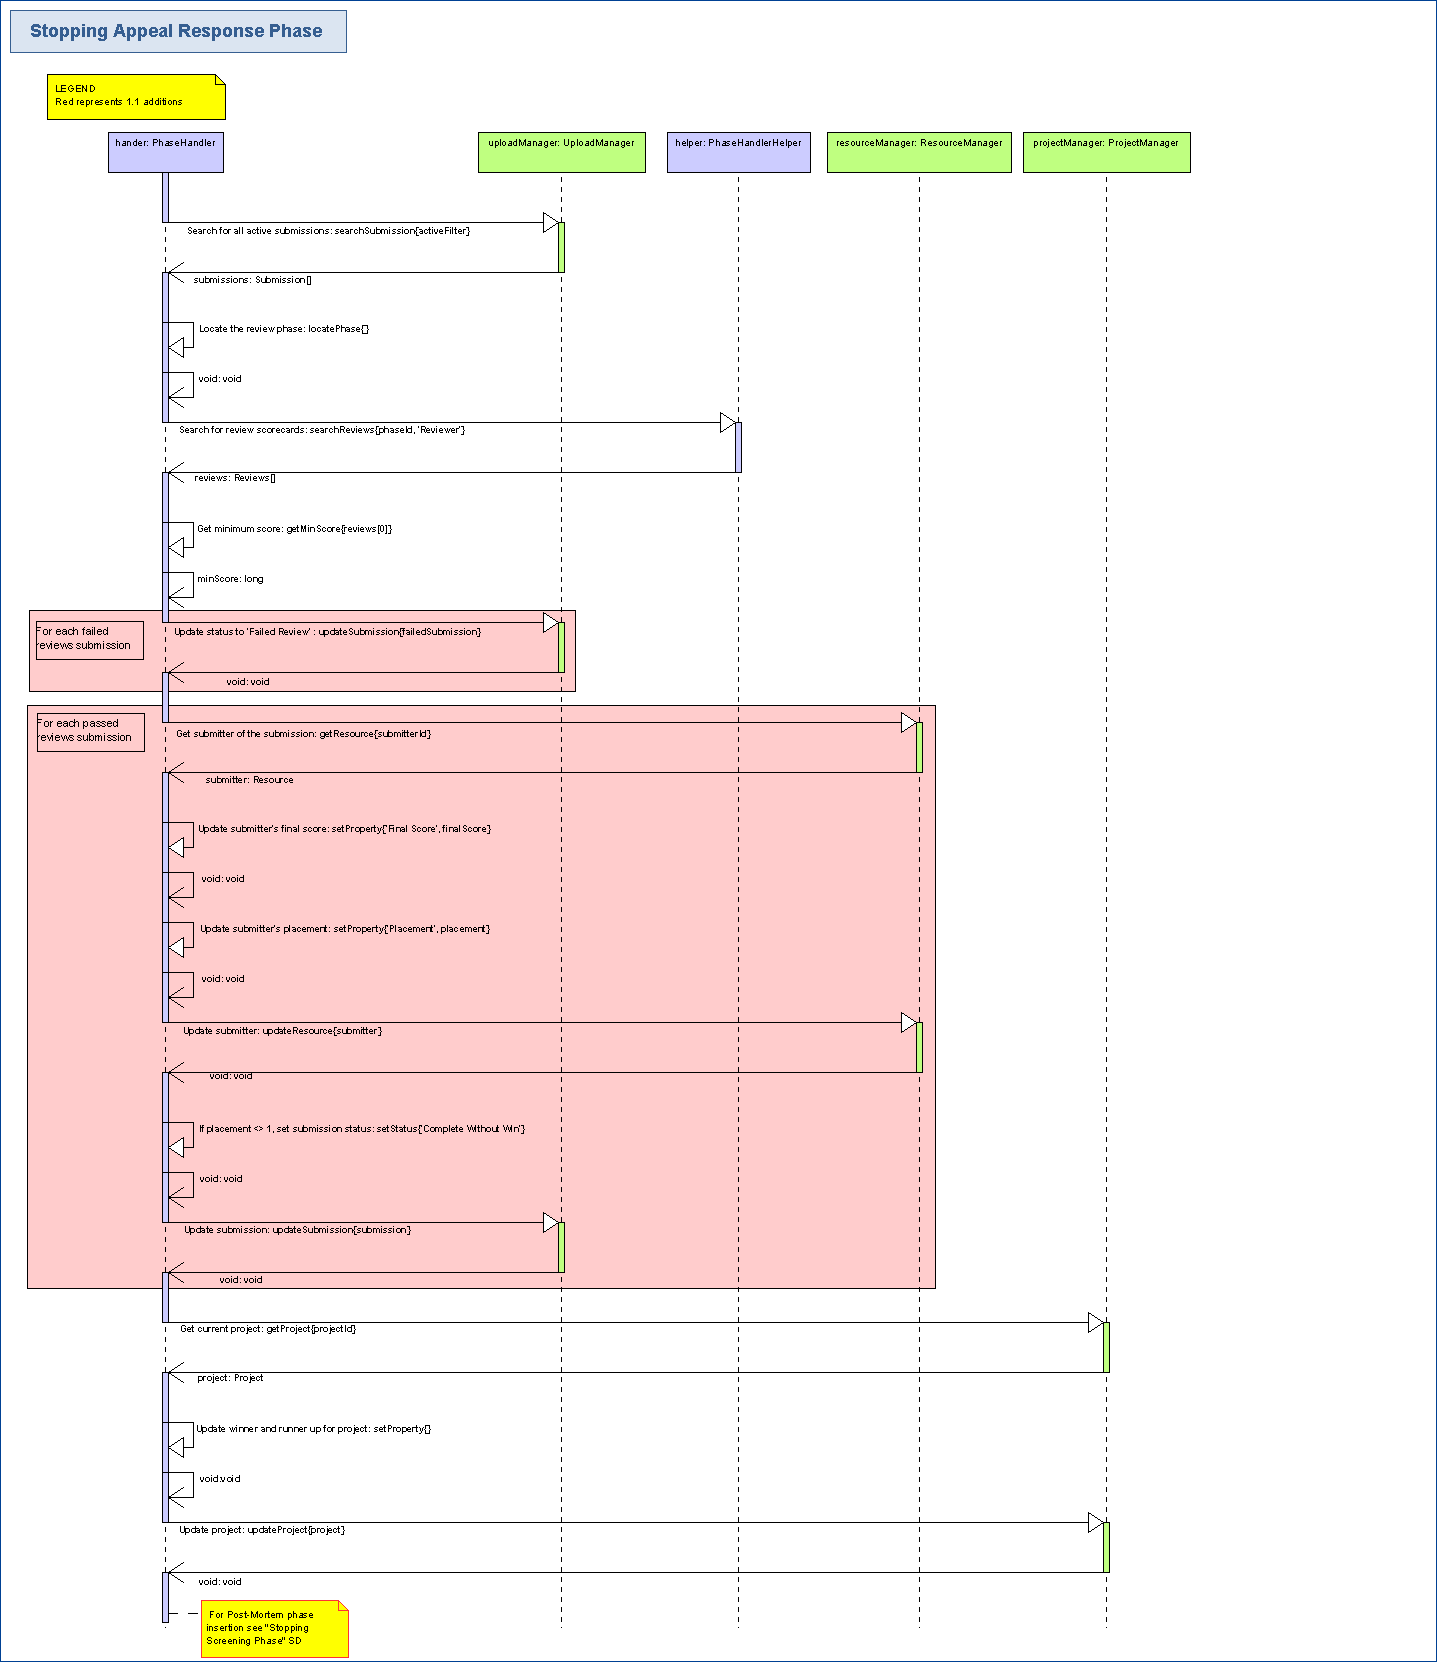 Stopping Appeal Response Phase
LEGEND
Red represents 1.1 additions
hander: PhaseHandler
uploadManager: UploadManager
helper: PhaseHandlerHelper
resourceManager: ResourceManager
projectManager: ProjectManager
Search for all active submissions: searchSubmission{activeFilter}
submissions: Submission[]
Locate the review phase: locatePhase{}
void: void
Search for review scorecards: searchReviews{phaseId, 'Reviewer'}
reviews: Reviews[]
Get minimum score: getMinScore{reviews[0]}
minScore: long
For each failed
reviews submission
Update status to 'Failed Review' : updateSubmission{failedSubmission}
void: void
For each passed
reviews submission
Get submitter of the submission: getResource{submitterId}
submitter: Resource
Update submitter's final score: setProperty{'Final Score', finalScore}
void: void
Update submitter's placement: setProperty{'Placement', placement}
void: void
Update submitter: updateResource{submitter}
void: void
If placement <> 1, set submission status: setStatus{'Complete Without Win'}
void: void
Update submission: updateSubmission{submission}
void: void
Get current project: getProject{projectId}
project: Project
Update winner and runner up for project: setProperty{}
void:void
Update project: updateProject{project}
void: void
For Post-Mortem phase
insertion see "Stopping
Screening Phase" SD